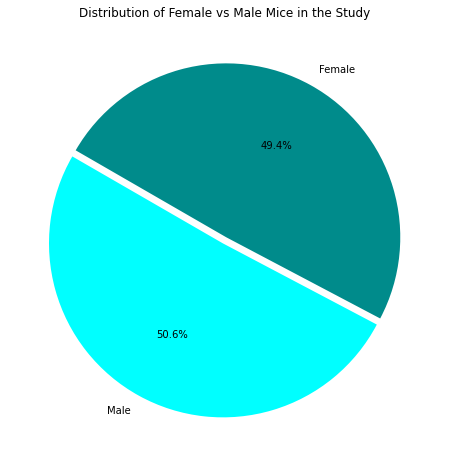 Distribution of Female vs Male Mice in the Study
Female
49.4%
50.6%
Male